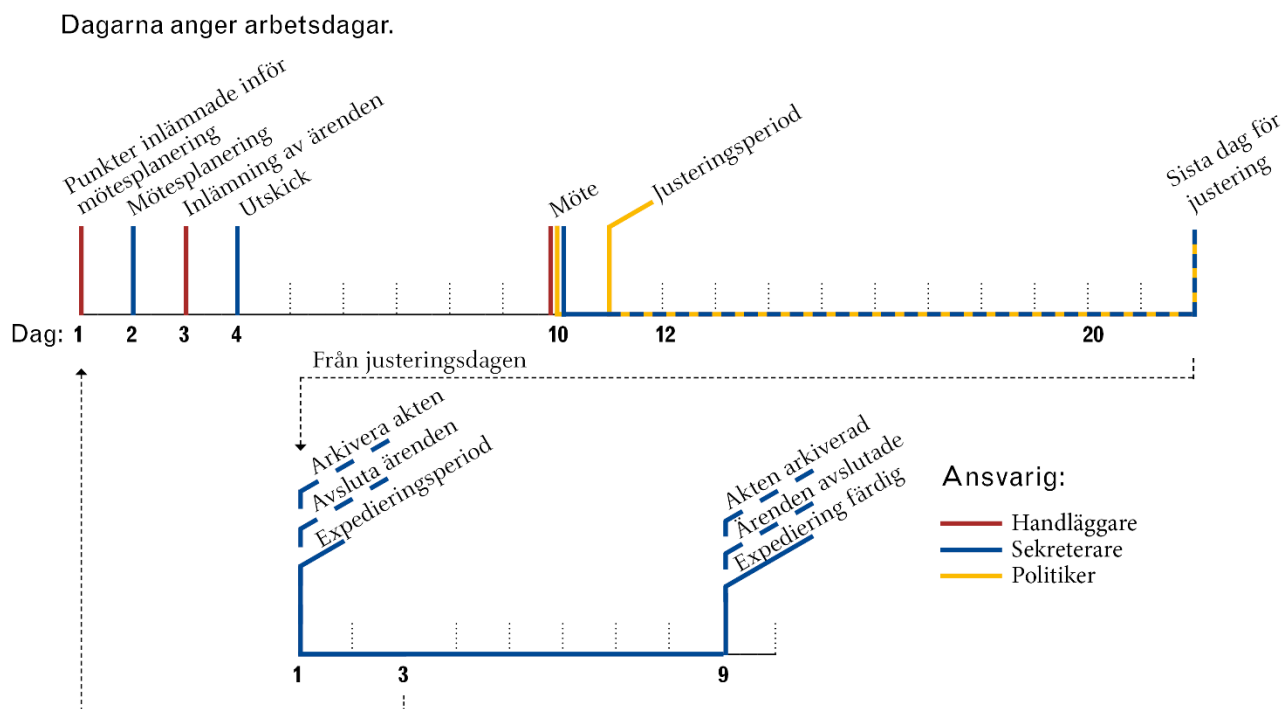 Dagarna anger arbetsdagar.
Punkter inlämnade inför
mötesplanering
Mötesplanering
Inlämning av ärenden
Utskick
Möte
Justeringsperiod
Sista dag för
justering
Dag: 1 2 3 4 10 12 20
Från justeringsdagen
Arkivera akten
Avsluta ärenden
Expedieringsperiod
Akten arkiverad
Ärenden avslutade
Expediering färdig
1 3 9
Ansvarig:
Handläggare
Sekreterare
Politiker